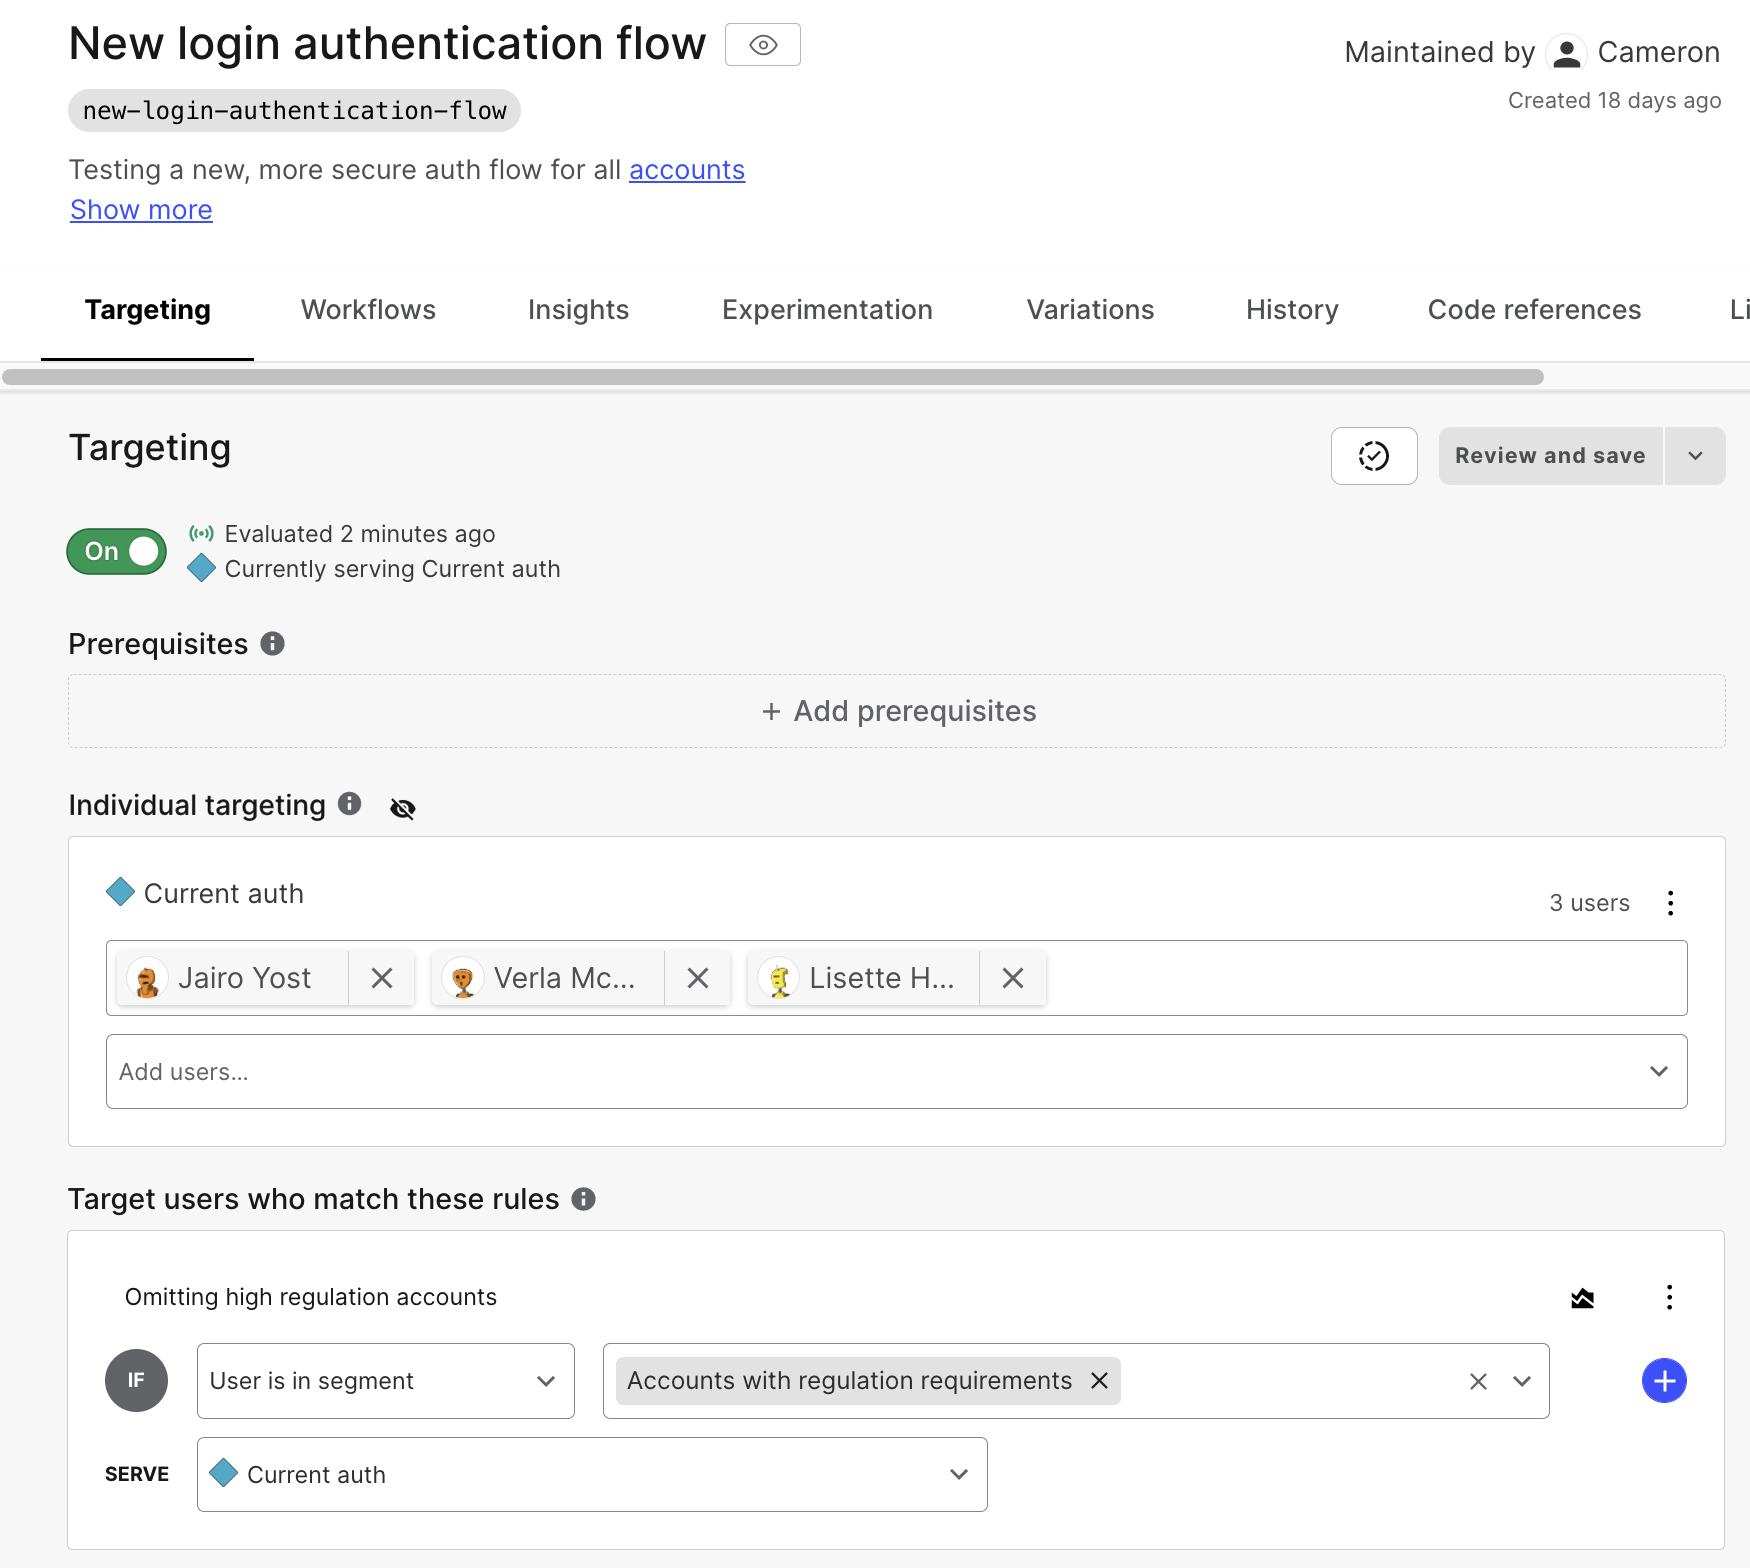 New login authentication flow
Maintained by Cameron
new-login-authentication-flow
Created 18 days ago
Testing a new, more secure auth flow for all accounts
Show more
Targeting Workflows Insights Experimentation Variations History Code references Li
Targeting
Review and save
On
Evaluated 2 minutes ago
Currently serving Current auth
Prerequisites
+ Add prerequisites
Individual targeting
Current auth
3 users
Jairo Yost Verla Mc... Lisette H...
Add users...
Target users who match these rules
Omitting high regulation accounts
IF User is in segment Accounts with regulation requirements
SERVE Current auth